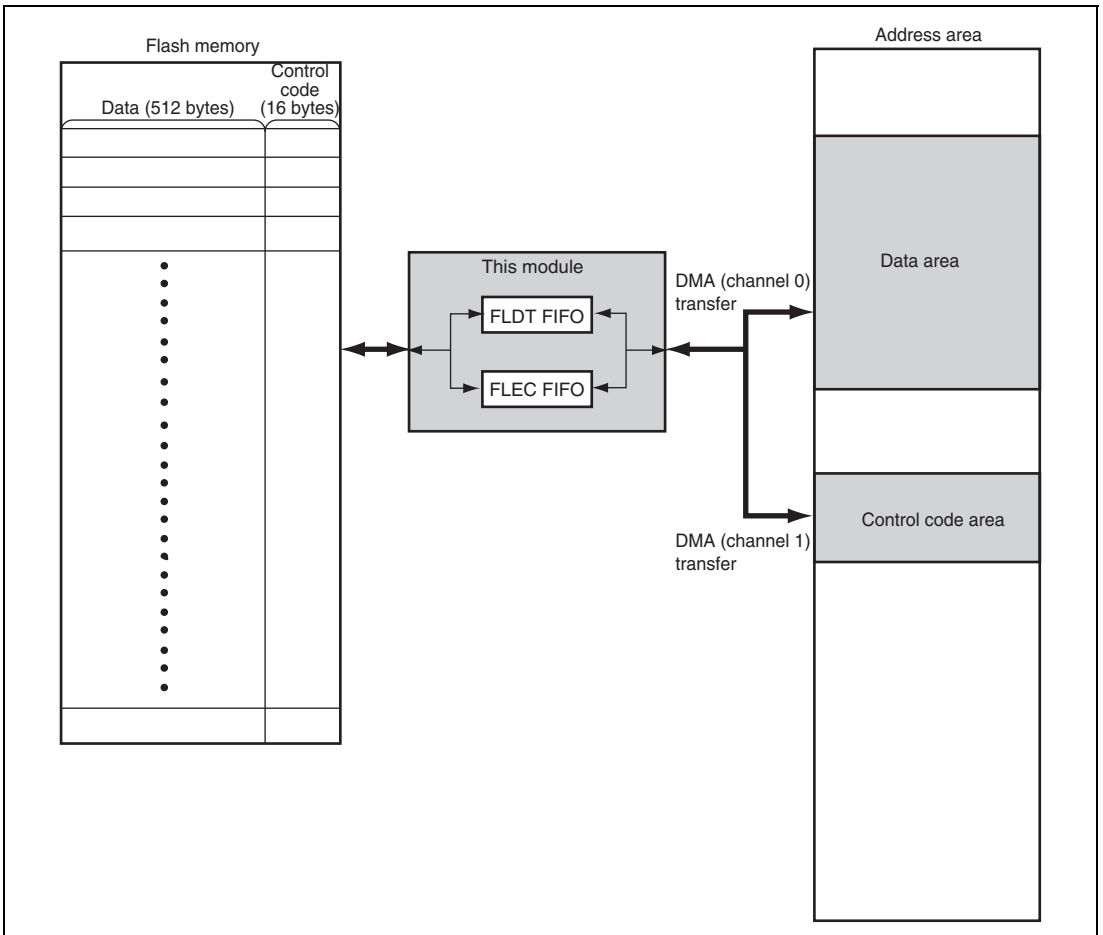 Flash memory
Control
code
Data (512 bytes)
(16 bytes)
This module
FLDT FIFO
FLEC FIFO
DMA (channel 0)
transfer
DMA (channel 1)
transfer
Address area
Data area
Control code area